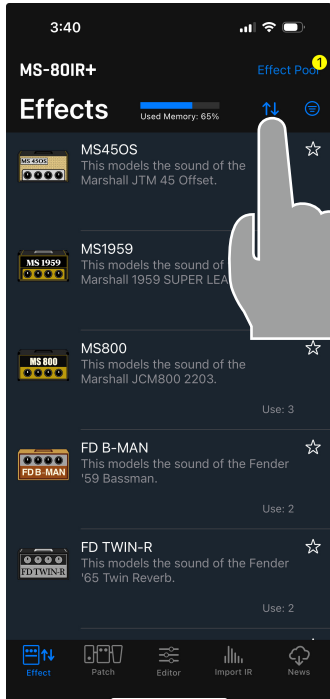 3:40
MS-80IR+
Effect Pool
1
Effects
Used Memory: 65%
MS45OS
MS 45OS
This models the sound of the
Marshall JTM 45 Offset.
MS1959
MS 1959
This models the sound of
Marshall 1959 SUPER LEA
MS800
MS 800
This models the sound of the
Marshall JCM800 2203.
Use: 3
FD B-MAN
FD B-MAN
This models the sound of the Fender
'59 Bassman.
Use: 2
FD TWIN-R
FD TWIN-R
This models the sound of the Fender
'65 Twin Reverb.
Use: 2
Effect
Patch
Editor
Import IR
News